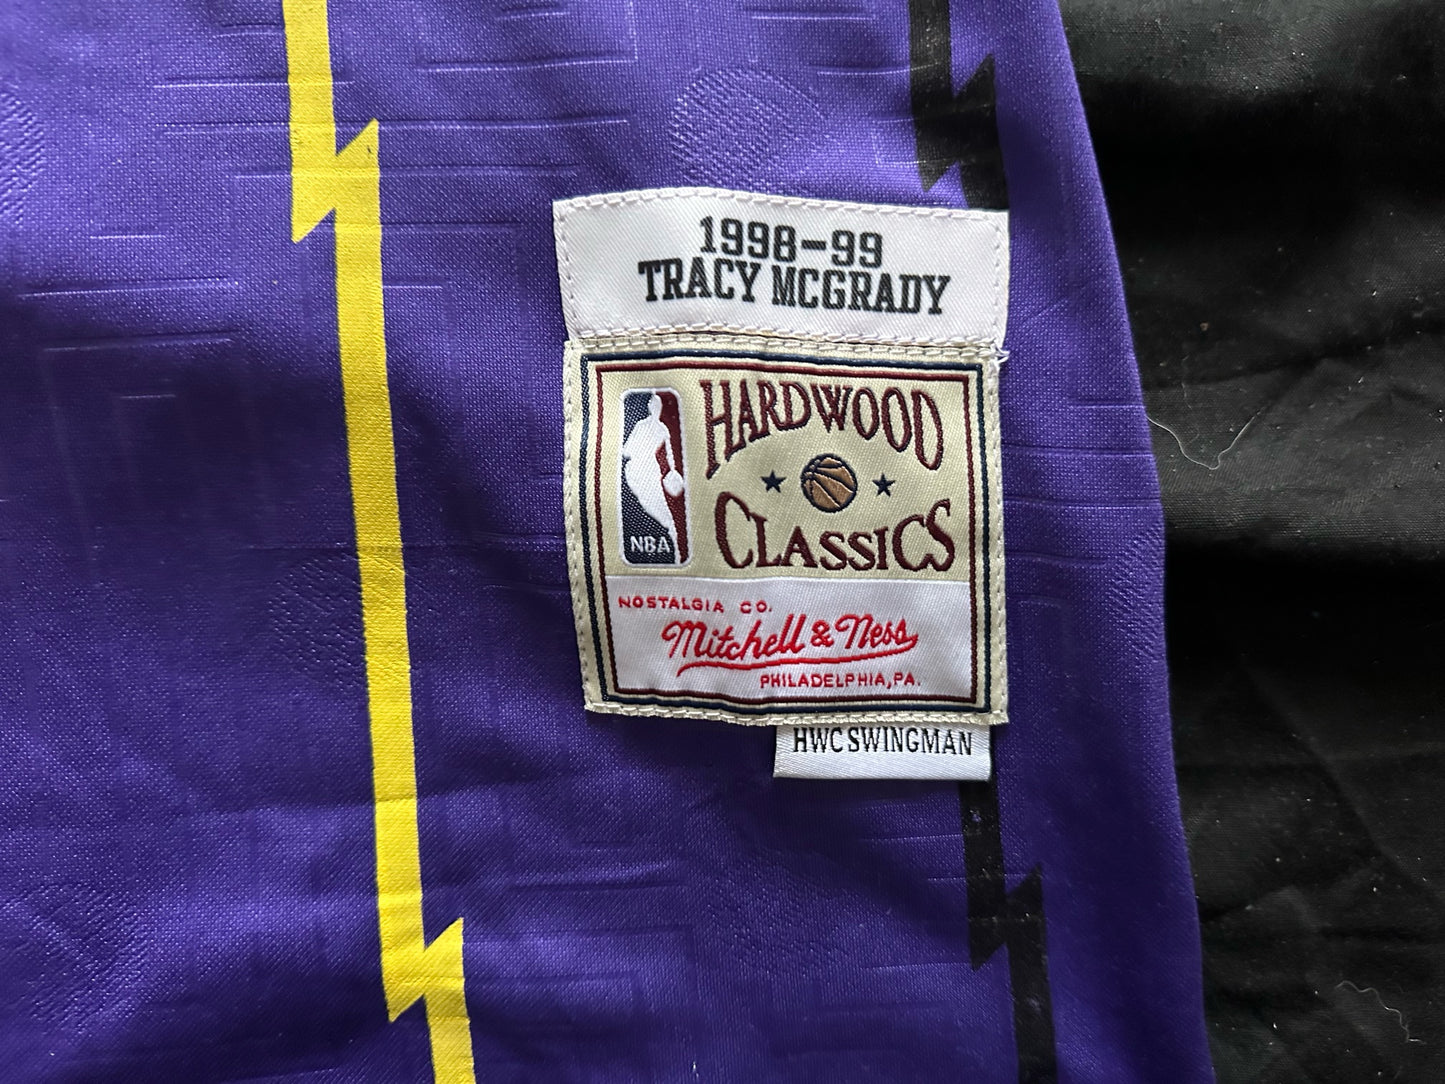 1998-99
TRACY MCGRADY
HARDWOOD
CLASSICS
NBA
NOSTALGIA CO.
Mitchell & Ness
PHILADELPHIA, PA.
HWC SWINGMAN